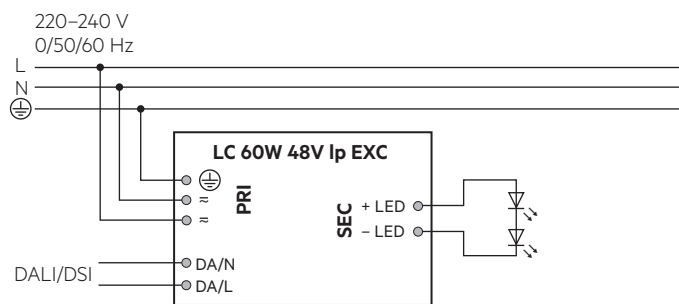 220–240 V
0/50/60 Hz
L
N
LC 60W 48V lp EXC
PRI
≂
≂
SEC
+ LED
– LED
DALI/DSI
DA/N
DA/L